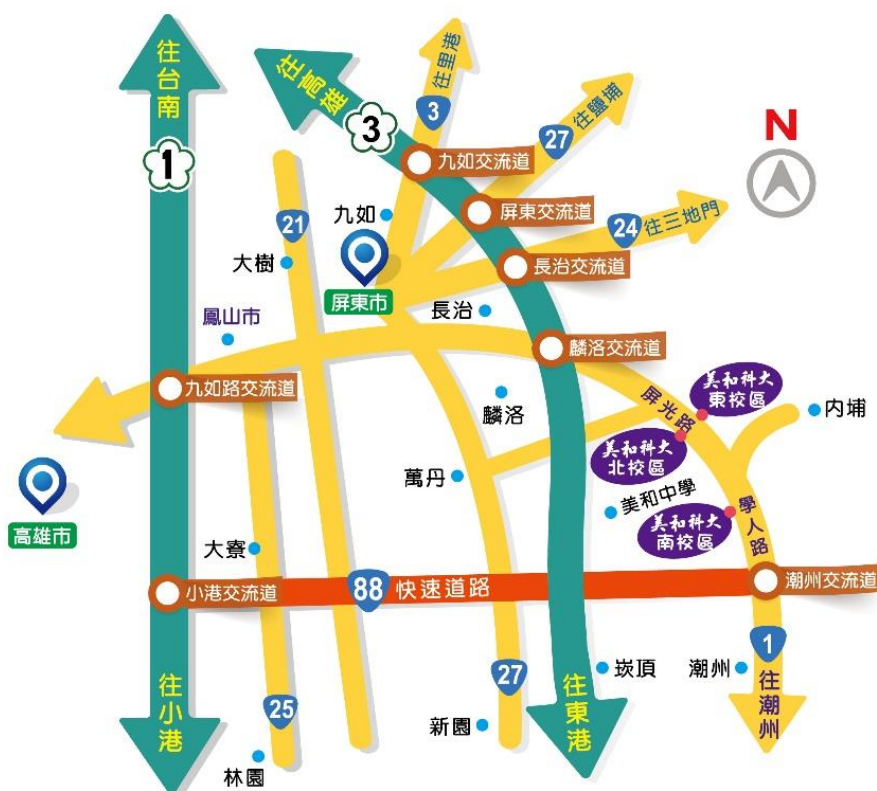 往台南
往高雄
往里港
往鹽埔
N
3
27
3
九如交流道
1
屏東交流道
九如
24
往三地門
21
大樹
長治交流道
屏東市
長治
鳳山市
麟洛交流道
九如路交流道
美和科大
東校區
屏光路
麟洛
內埔
美和科大
北校區
萬丹
美和中學
高雄市
美和科大
南校區
學人路
大寮
小港交流道
88
快速道路
潮州交流道
1
往小港
27
往東港
崁頂
潮州
往潮州
25
新園
林園